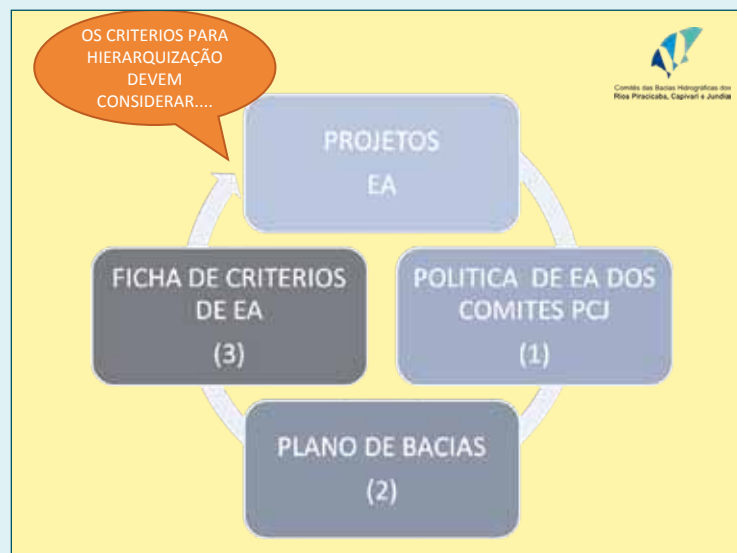 OS CRITERIOS PARA
HIERARQUIZAÇÃO
DEVEM
CONSIDERAR....
Comitês das Bacias Hidrográficas dos
Rios Piracicaba, Capivari e Jundiaí
PROJETOS
EA
FICHA DE CRITERIOS
DE EA
(3)
POLITICA DE EA DOS
COMITES PCJ
(1)
PLANO DE BACIAS
(2)